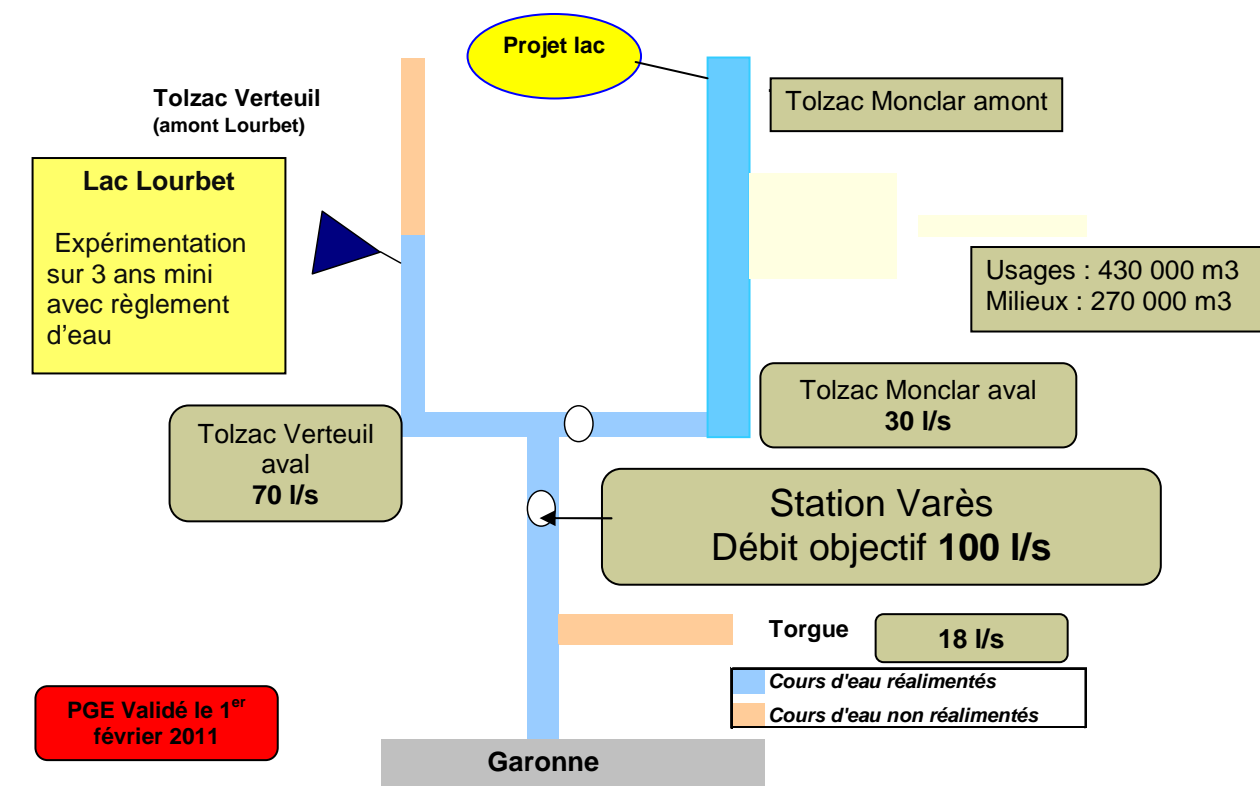 Projet lac
Tolzac Verteuil
(amont Lourbet)
Tolzac Monclar amont
Lac Lourbet
Expérimentation
sur 3 ans mini
avec règlement
d'eau
Usages : 430 000 m3
Milieux : 270 000 m3
Tolzac Monclar aval
30 l/s
Tolzac Verteuil
aval
70 l/s
Station Varès
Débit objectif 100 l/s
Torgue
18 l/s
Cours d'eau réalimentés
Cours d'eau non réalimentés
PGE Validé le 1er
février 2011
Garonne